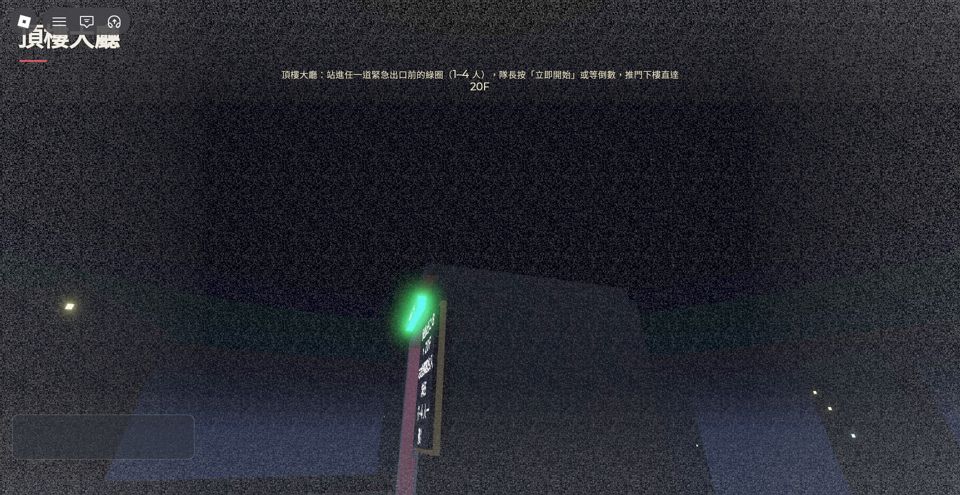 頂樓大廳
頂樓大廳：站進任一道緊急出口前的綠圈（1–4 人），隊長按「立即開始」或等倒數，推門下樓直達
20F